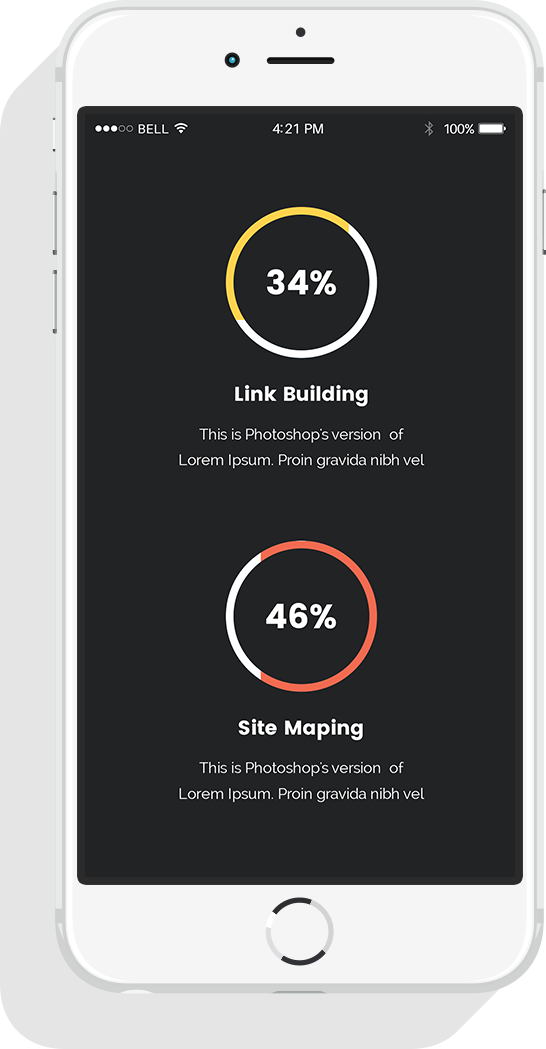 BELL 4:21 PM 100%
34%
Link Building
This is Photoshop's version of
Lorem Ipsum. Proin gravida nibh vel
46%
Site Maping
This is Photoshop's version of
Lorem Ipsum. Proin gravida nibh vel